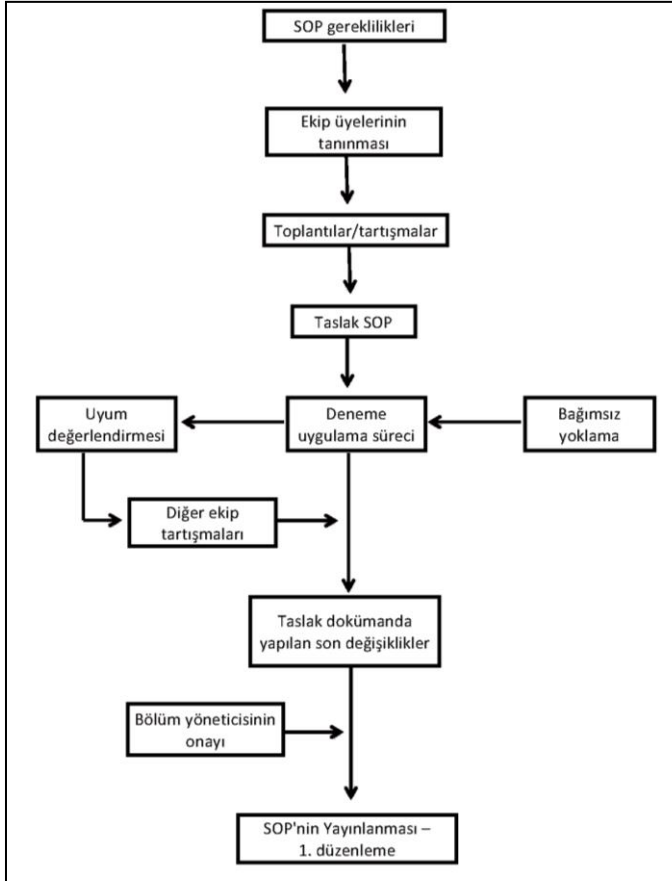 SOP gereklilikleri
Ekip üyelerinin
tanınması
Toplantılar/tartışmalar
Taslak SOP
Uyum
değerlendirmesi
Deneme
uygulama süreci
Bağımsız
yoklama
Diğer ekip
tartışmaları
Taslak dokümanda
yapılan son değişiklikler
Bölüm yöneticisinin
onayı
SOP'nin Yayınlanması –
1. düzenleme